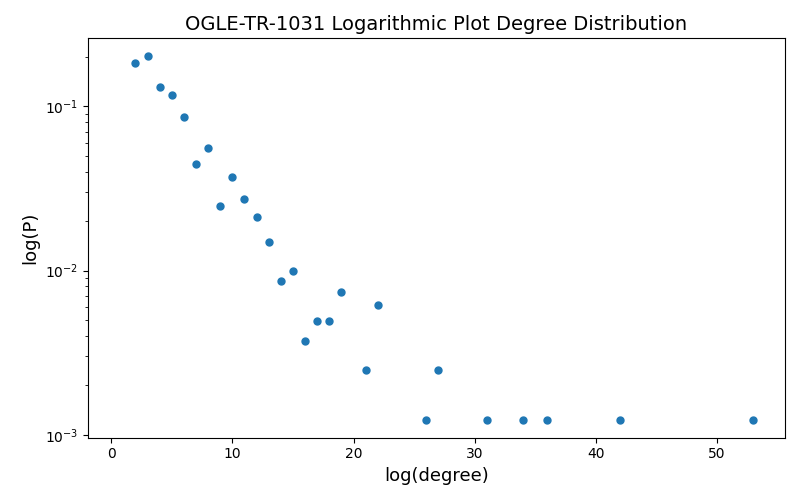 OGLE-TR-1031 Logarithmic Plot Degree Distribution
log(P)
10⁻¹
10⁻²
10⁻³
0 10 20 30 40 50
log(degree)